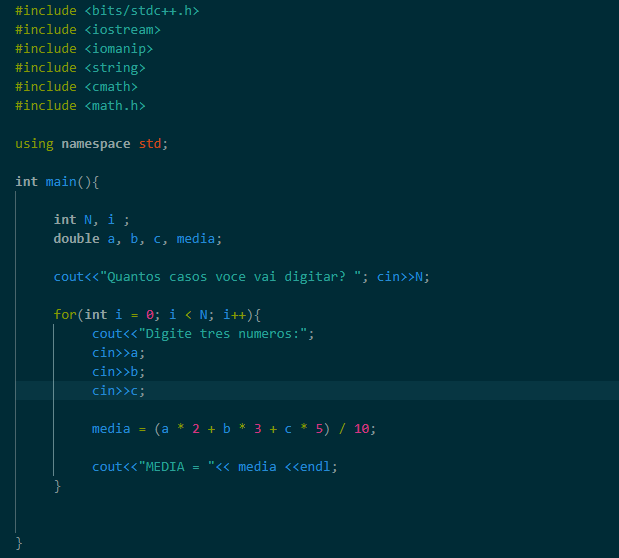 #include <bits/stdc++.h>
#include <iostream>
#include <iomanip>
#include <string>
#include <cmath>
#include <math.h>
using namespace std;
int main(){
int N, i ;
double a, b, c, media;
cout<<"Quantos casos voce vai digitar? "; cin>>N;
for(int i = 0; i < N; i++){
cout<<"Digite tres numeros:";
cin>>a;
cin>>b;
cin>>c;
media = (a * 2 + b * 3 + c * 5) / 10;
cout<<"MEDIA = "<< media <<endl;
}
}